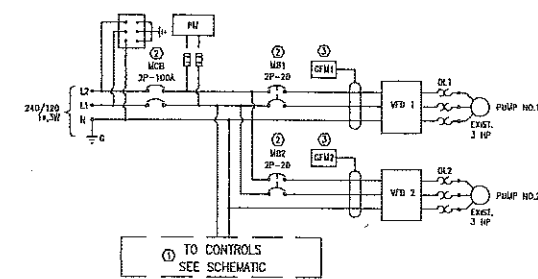 PM
②
MCB
2P-100A
②
MB1
2P-20
③
CFM1
L2
L1
N
G
240/120
1ø,3W
VFD 1
OL1
PUMP NO.1
EXIST.
3 HP
②
MB2
2P-20
③
CFM2
VFD 2
OL2
PUMP NO.2
EXIST.
3 HP
① TO CONTROLS
SEE SCHEMATIC